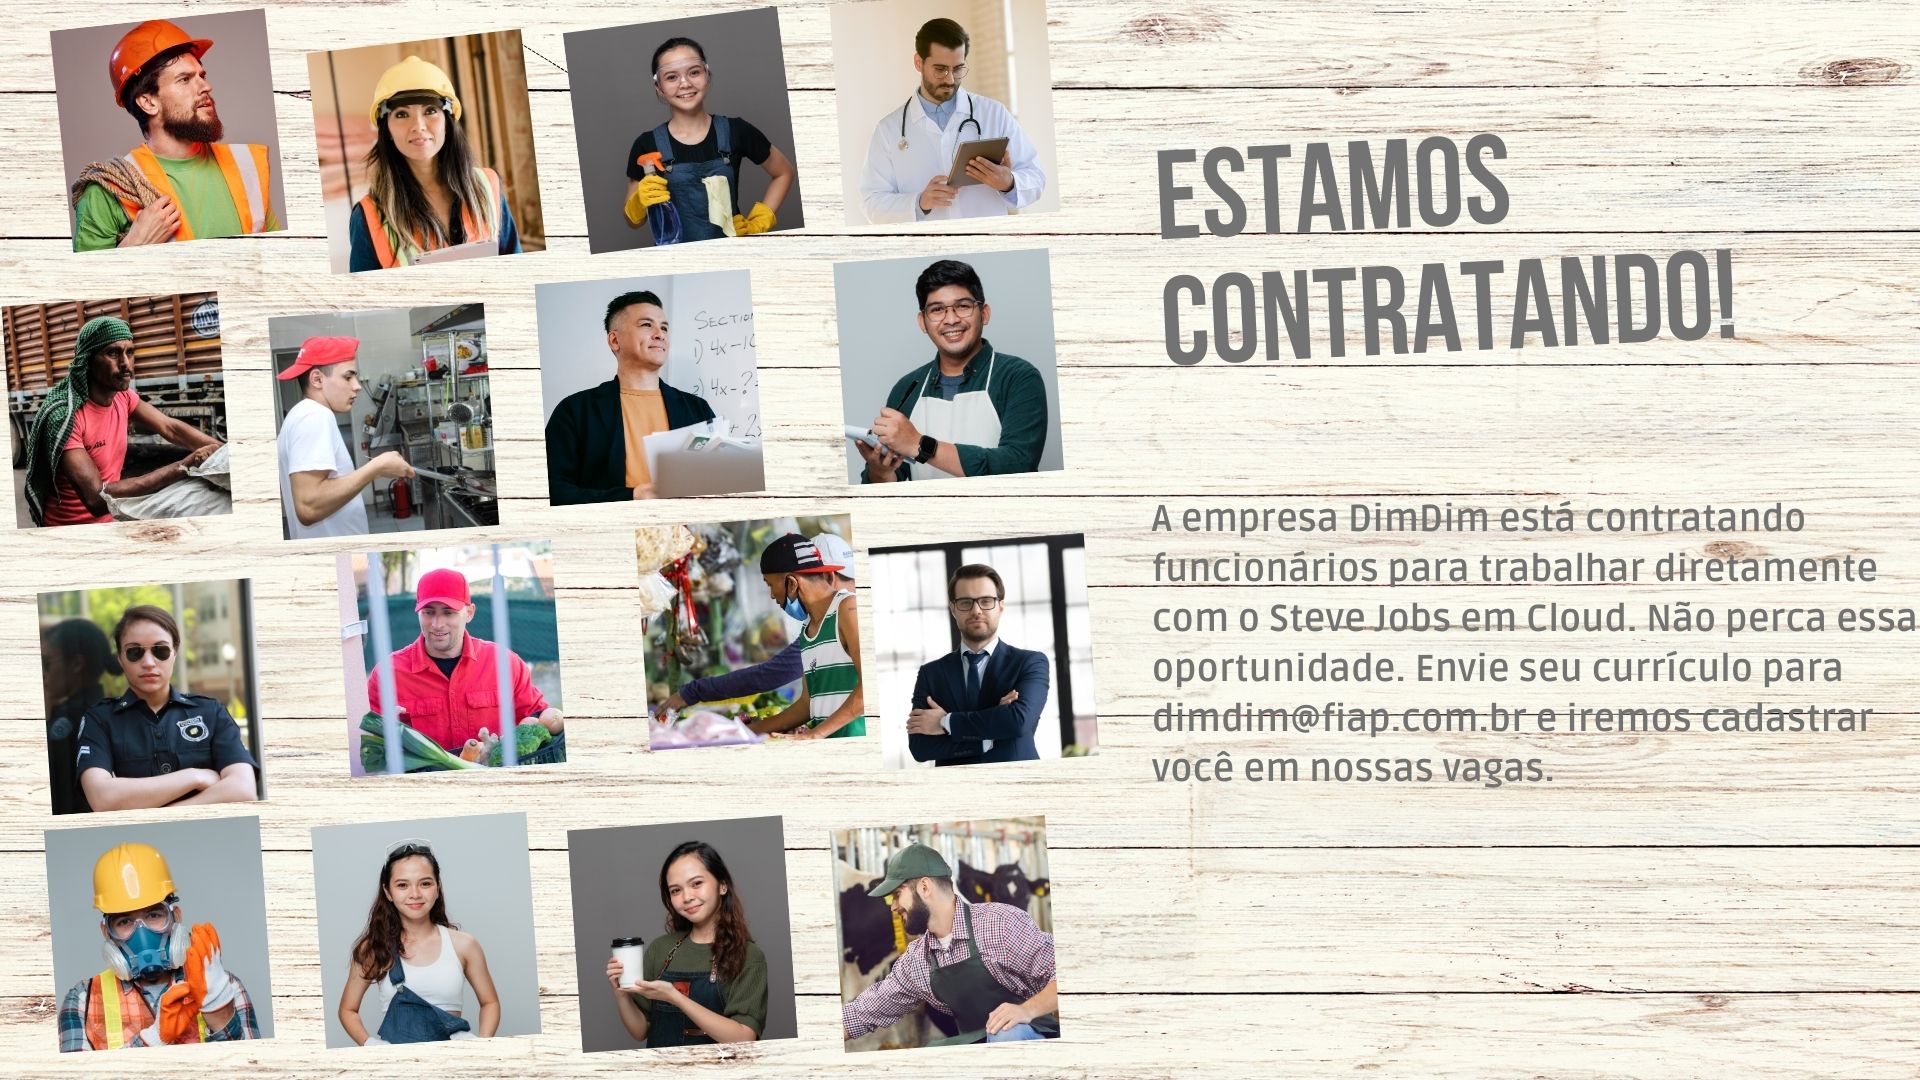 ESTAMOS
CONTRATANDO!
A empresa DimDim está contratando
funcionários para trabalhar diretamente
com o Steve Jobs em Cloud. Não perca essa
oportunidade. Envie seu currículo para
dimdim@fiap.com.br e iremos cadastrar
você em nossas vagas.
SECTION
1) 4x-10
2) 4x-?